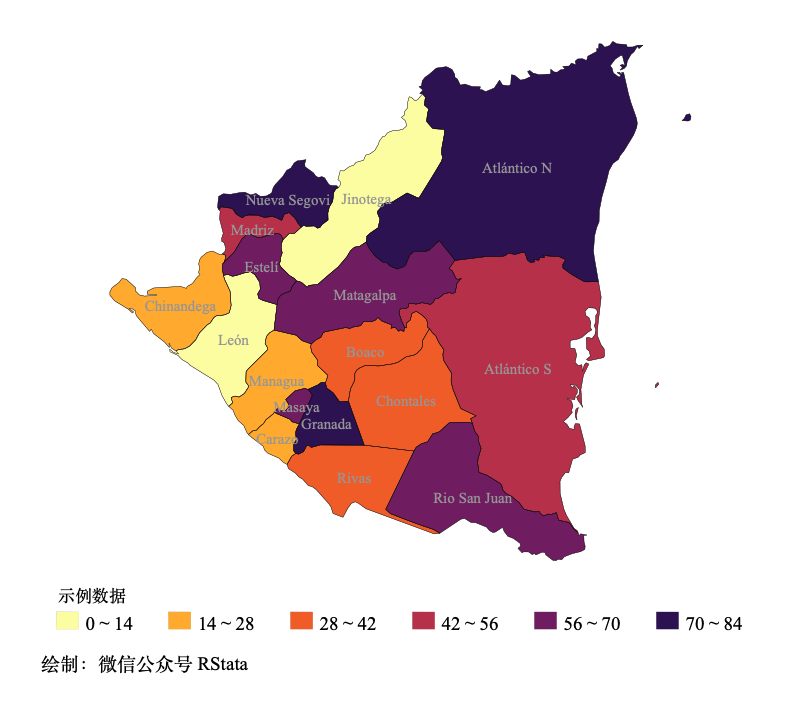 Atlántico N
Nueva Segovi
Jinotega
Madriz
Estelí
Matagalpa
Chinandega
León
Boaco
Atlántico S
Managua
Chontales
Masaya
Granada
Carazo
Rivas
Rio San Juan
示例数据
0 ~ 14
14 ~ 28
28 ~ 42
42 ~ 56
56 ~ 70
70 ~ 84
绘制：微信公众号 RStata